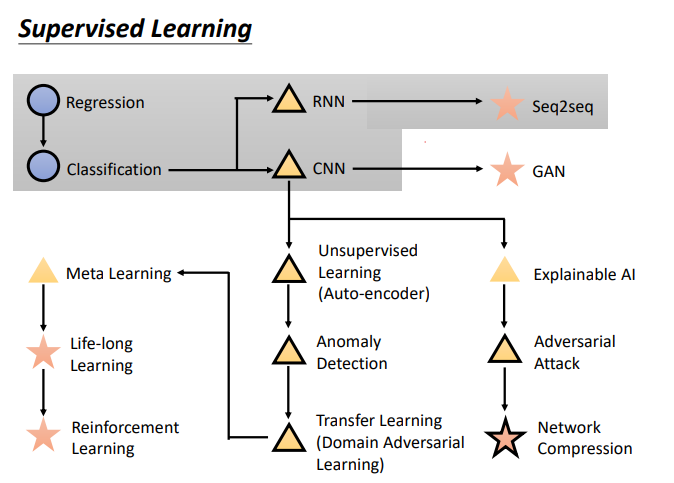 Supervised Learning
Regression
RNN
Seq2seq
Classification
CNN
GAN
Meta Learning
Unsupervised
Learning
(Auto-encoder)
Explainable AI
Life-long
Learning
Anomaly
Detection
Adversarial
Attack
Reinforcement
Learning
Transfer Learning
(Domain Adversarial
Learning)
Network
Compression